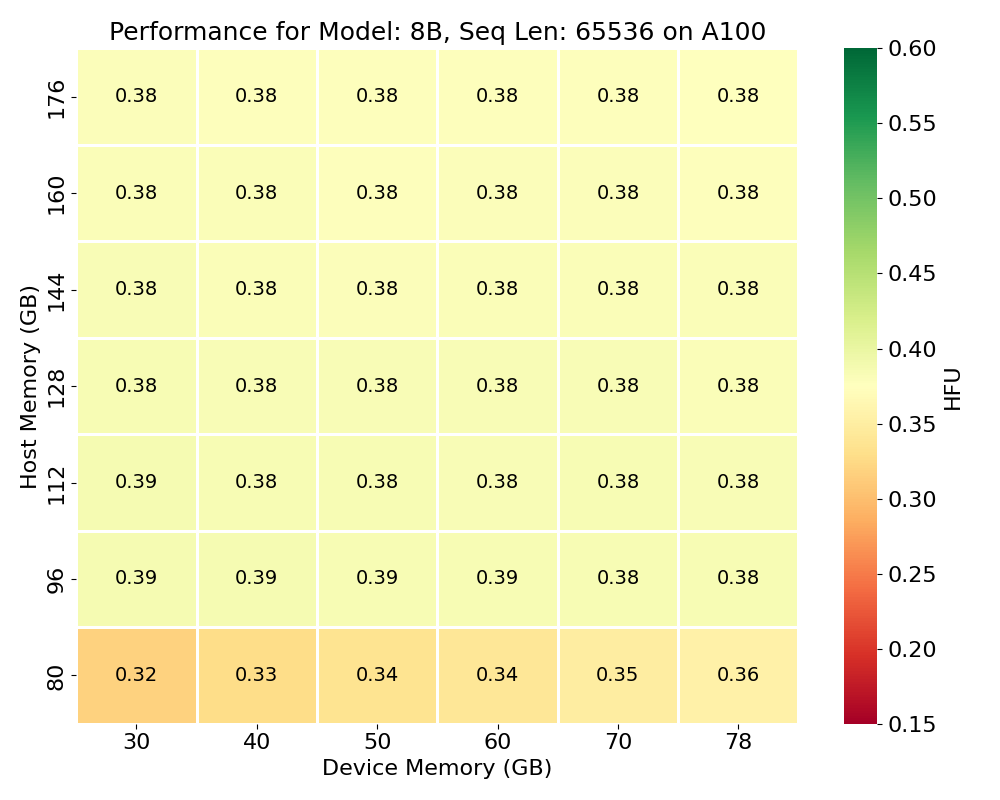 Performance for Model: 8B, Seq Len: 65536 on A100
Host Memory (GB)
176 0.38 0.38 0.38 0.38 0.38 0.38
160 0.38 0.38 0.38 0.38 0.38 0.38
144 0.38 0.38 0.38 0.38 0.38 0.38
128 0.38 0.38 0.38 0.38 0.38 0.38
112 0.39 0.38 0.38 0.38 0.38 0.38
96 0.39 0.39 0.39 0.39 0.38 0.38
80 0.32 0.33 0.34 0.34 0.35 0.36
30 40 50 60 70 78
Device Memory (GB)
0.60
0.55
0.50
0.45
0.40
0.35
0.30
0.25
0.20
0.15
HFU